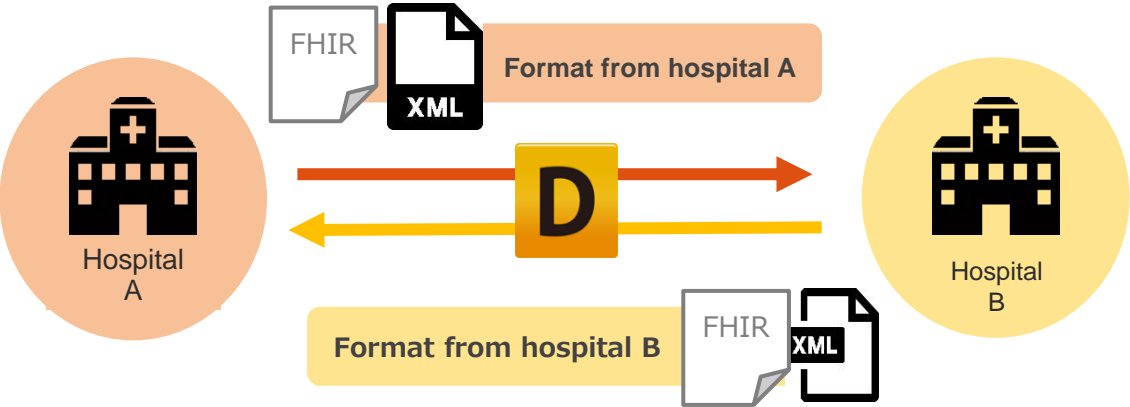 FHIR
XML
Format from hospital A
Hospital
A
D
Hospital
B
Format from hospital B
FHIR
XML